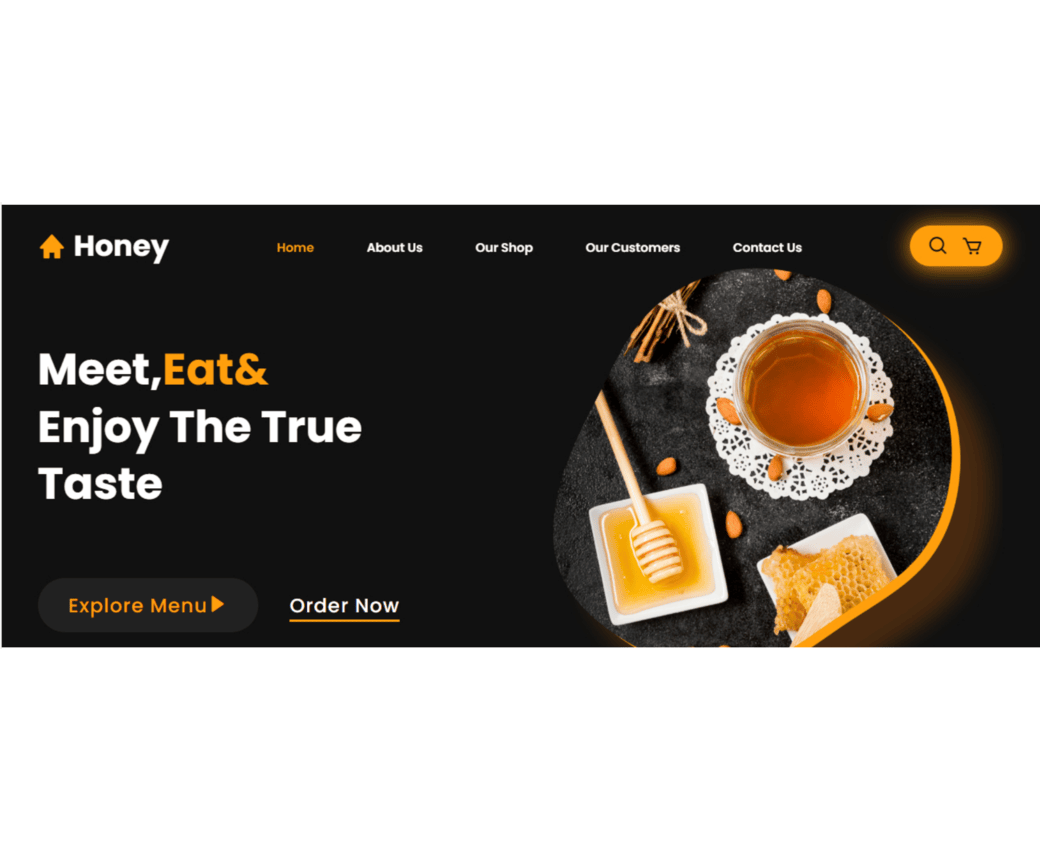 Honey
Home
About Us
Our Shop
Our Customers
Contact Us
Meet,Eat&
Enjoy The True
Taste
Explore Menu
Order Now